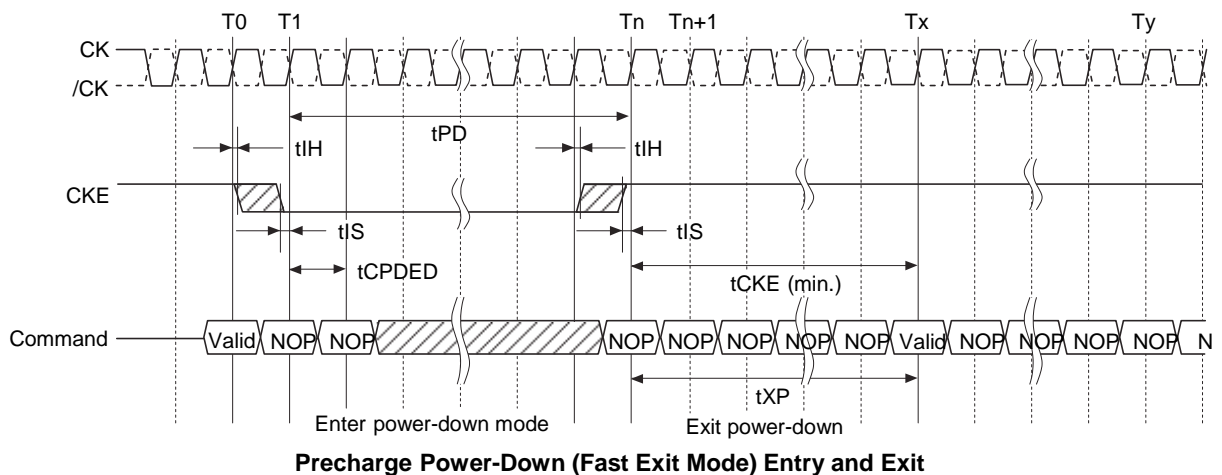 T0 T1 Tn Tn+1 Tx Ty
CK
/CK
tPD
tIH tIH
CKE
tIS tIS
tCPDED
tCKE (min.)
Command Valid NOP NOP NOP NOP NOP NOP NOP Valid NOP NOP NOP NOP N
tXP
Enter power-down mode Exit power-down
Precharge Power-Down (Fast Exit Mode) Entry and Exit